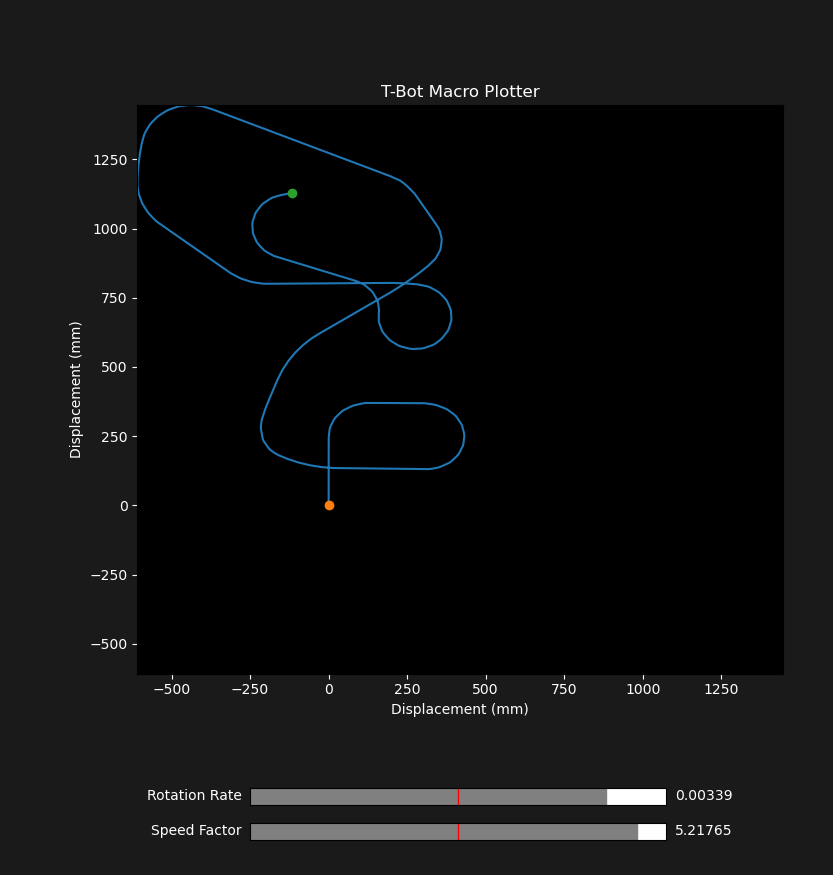 T-Bot Macro Plotter
Displacement (mm)
1250
1000
750
500
250
0
−250
−500
−500 −250 0 250 500 750 1000 1250
Displacement (mm)
Rotation Rate 0.00339
Speed Factor 5.21765